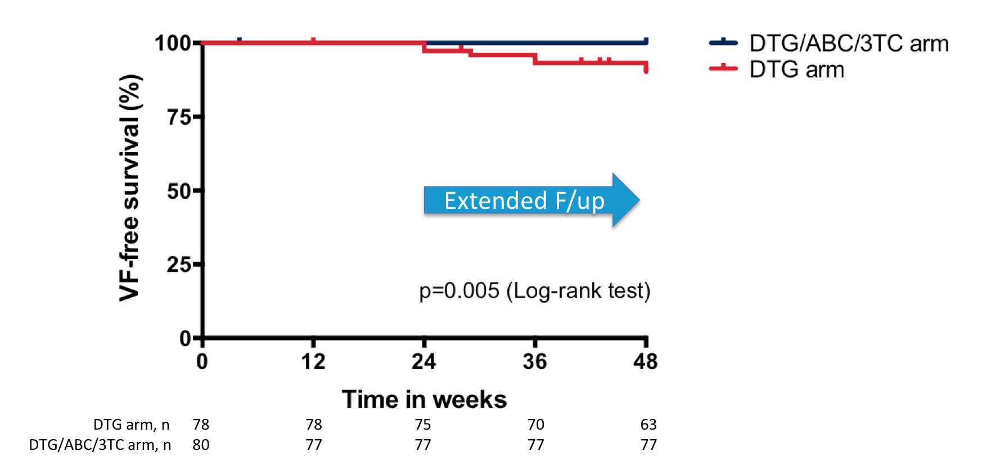 100
75
50
25
0
VF-free survival (%)
DTG/ABC/3TC arm
DTG arm
Extended F/up
p=0.005 (Log-rank test)
0 12 24 36 48
Time in weeks
DTG arm, n 78 78 75 70 63
DTG/ABC/3TC arm, n 80 77 77 77 77